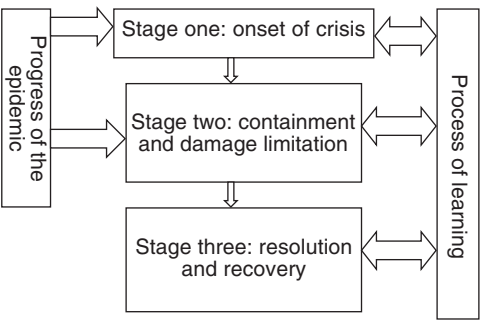 Progress of the
epidemic
Stage one: onset of crisis
Stage two: containment
and damage limitation
Stage three: resolution
and recovery
Process of learning